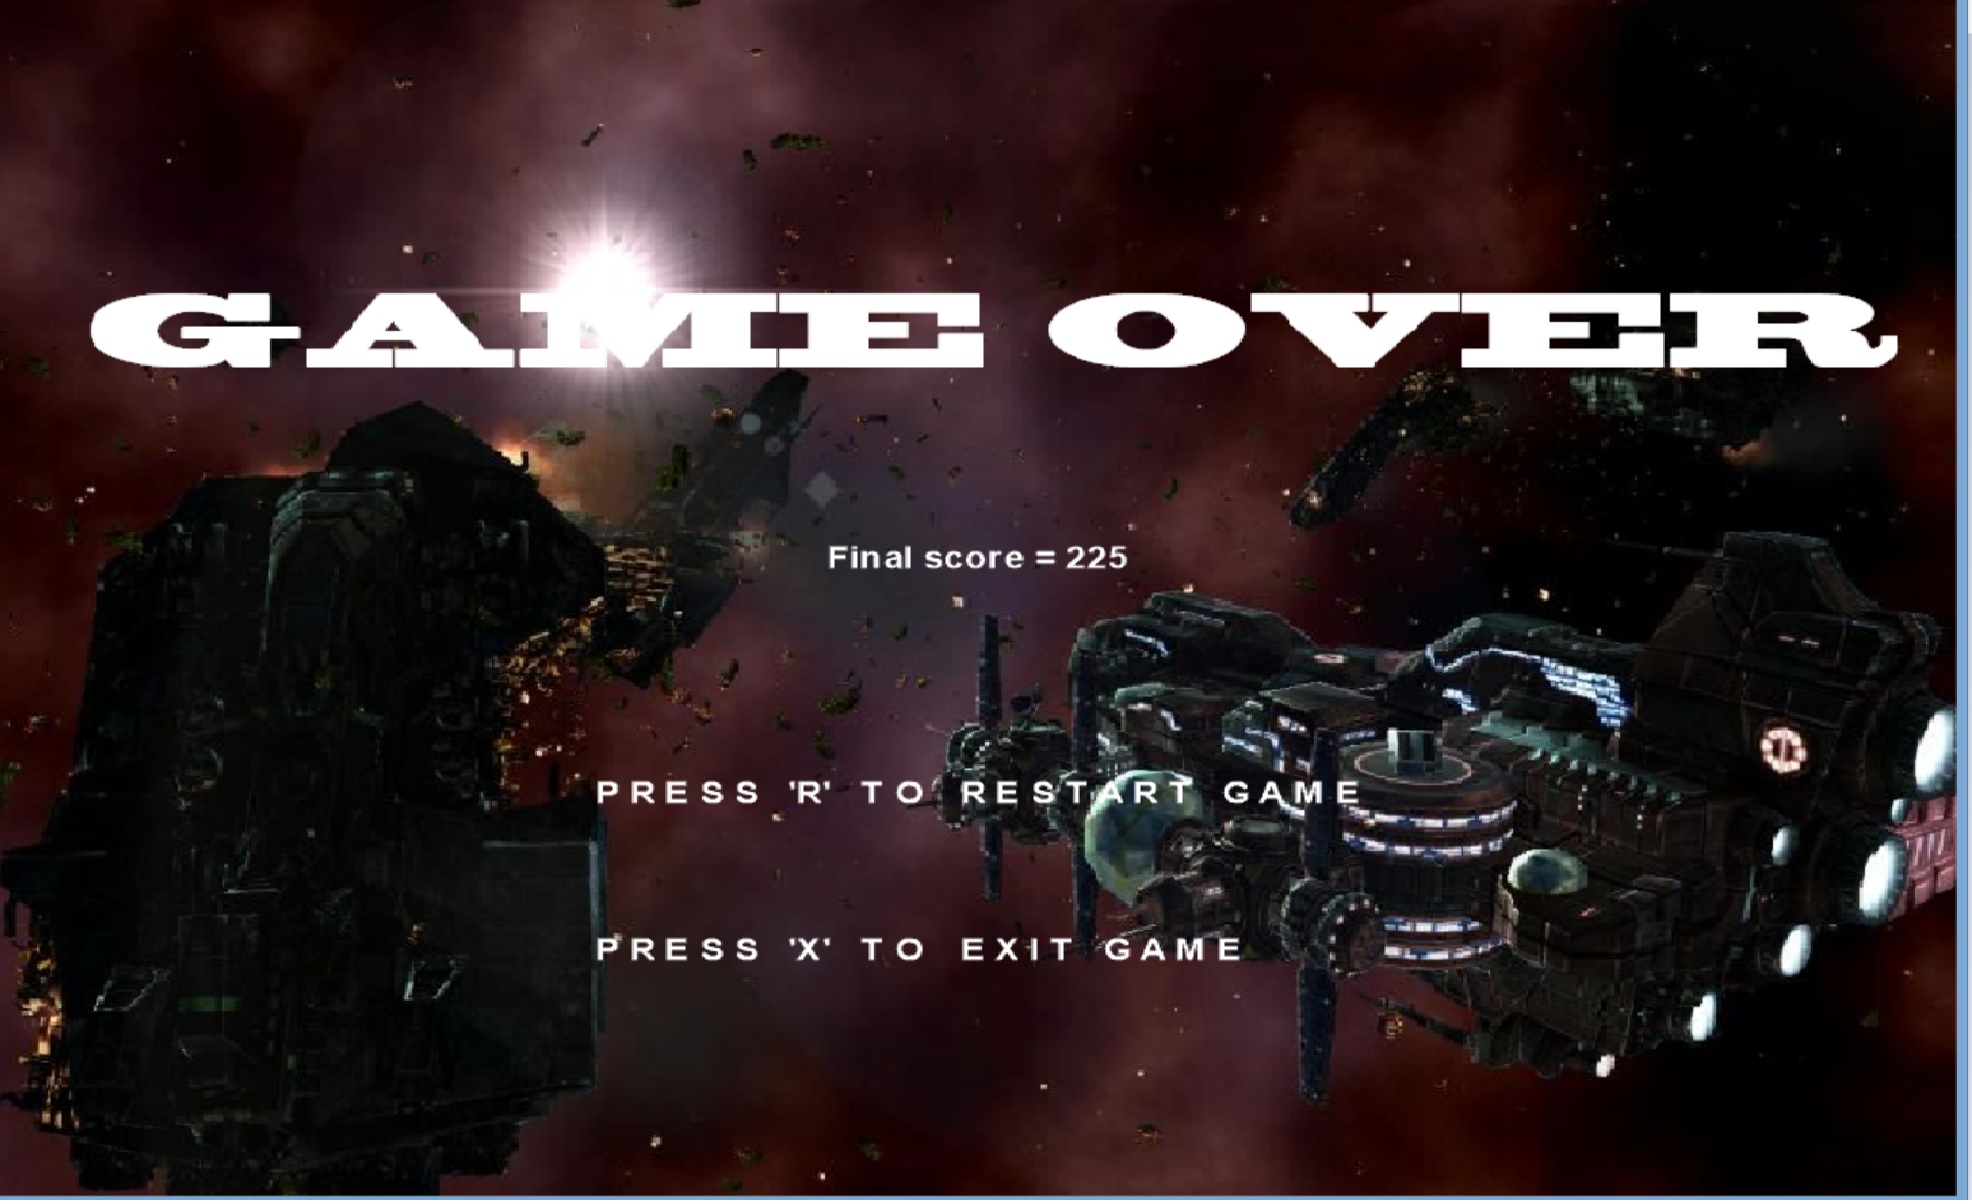 GAME OVER
Final score = 225
PRESS 'R' TO RESTART GAME
PRESS 'X' TO EXIT GAME